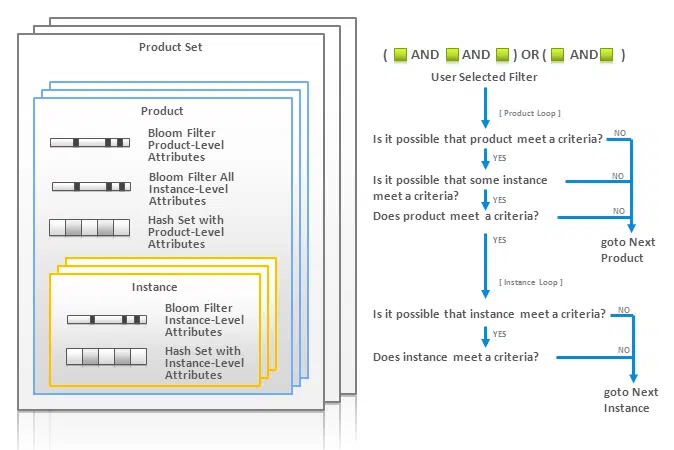 Product Set
Product
Bloom Filter
Product-Level
Attributes
Bloom Filter All
Instance-Level
Attributes
Hash Set with
Product-Level
Attributes
Instance
Bloom Filter
Instance-Level
Attributes
Hash Set with
Instance-Level
Attributes
( AND AND ) OR ( AND )
User Selected Filter
[ Product Loop ]
Is it possible that product meet a criteria?
NO
YES
Is it possible that some instance
meet a criteria?
NO
YES
Does product meet a criteria?
NO
YES
goto Next
Product
[ Instance Loop ]
Is it possible that instance meet a criteria?
NO
YES
Does instance meet a criteria?
NO
goto Next
Instance